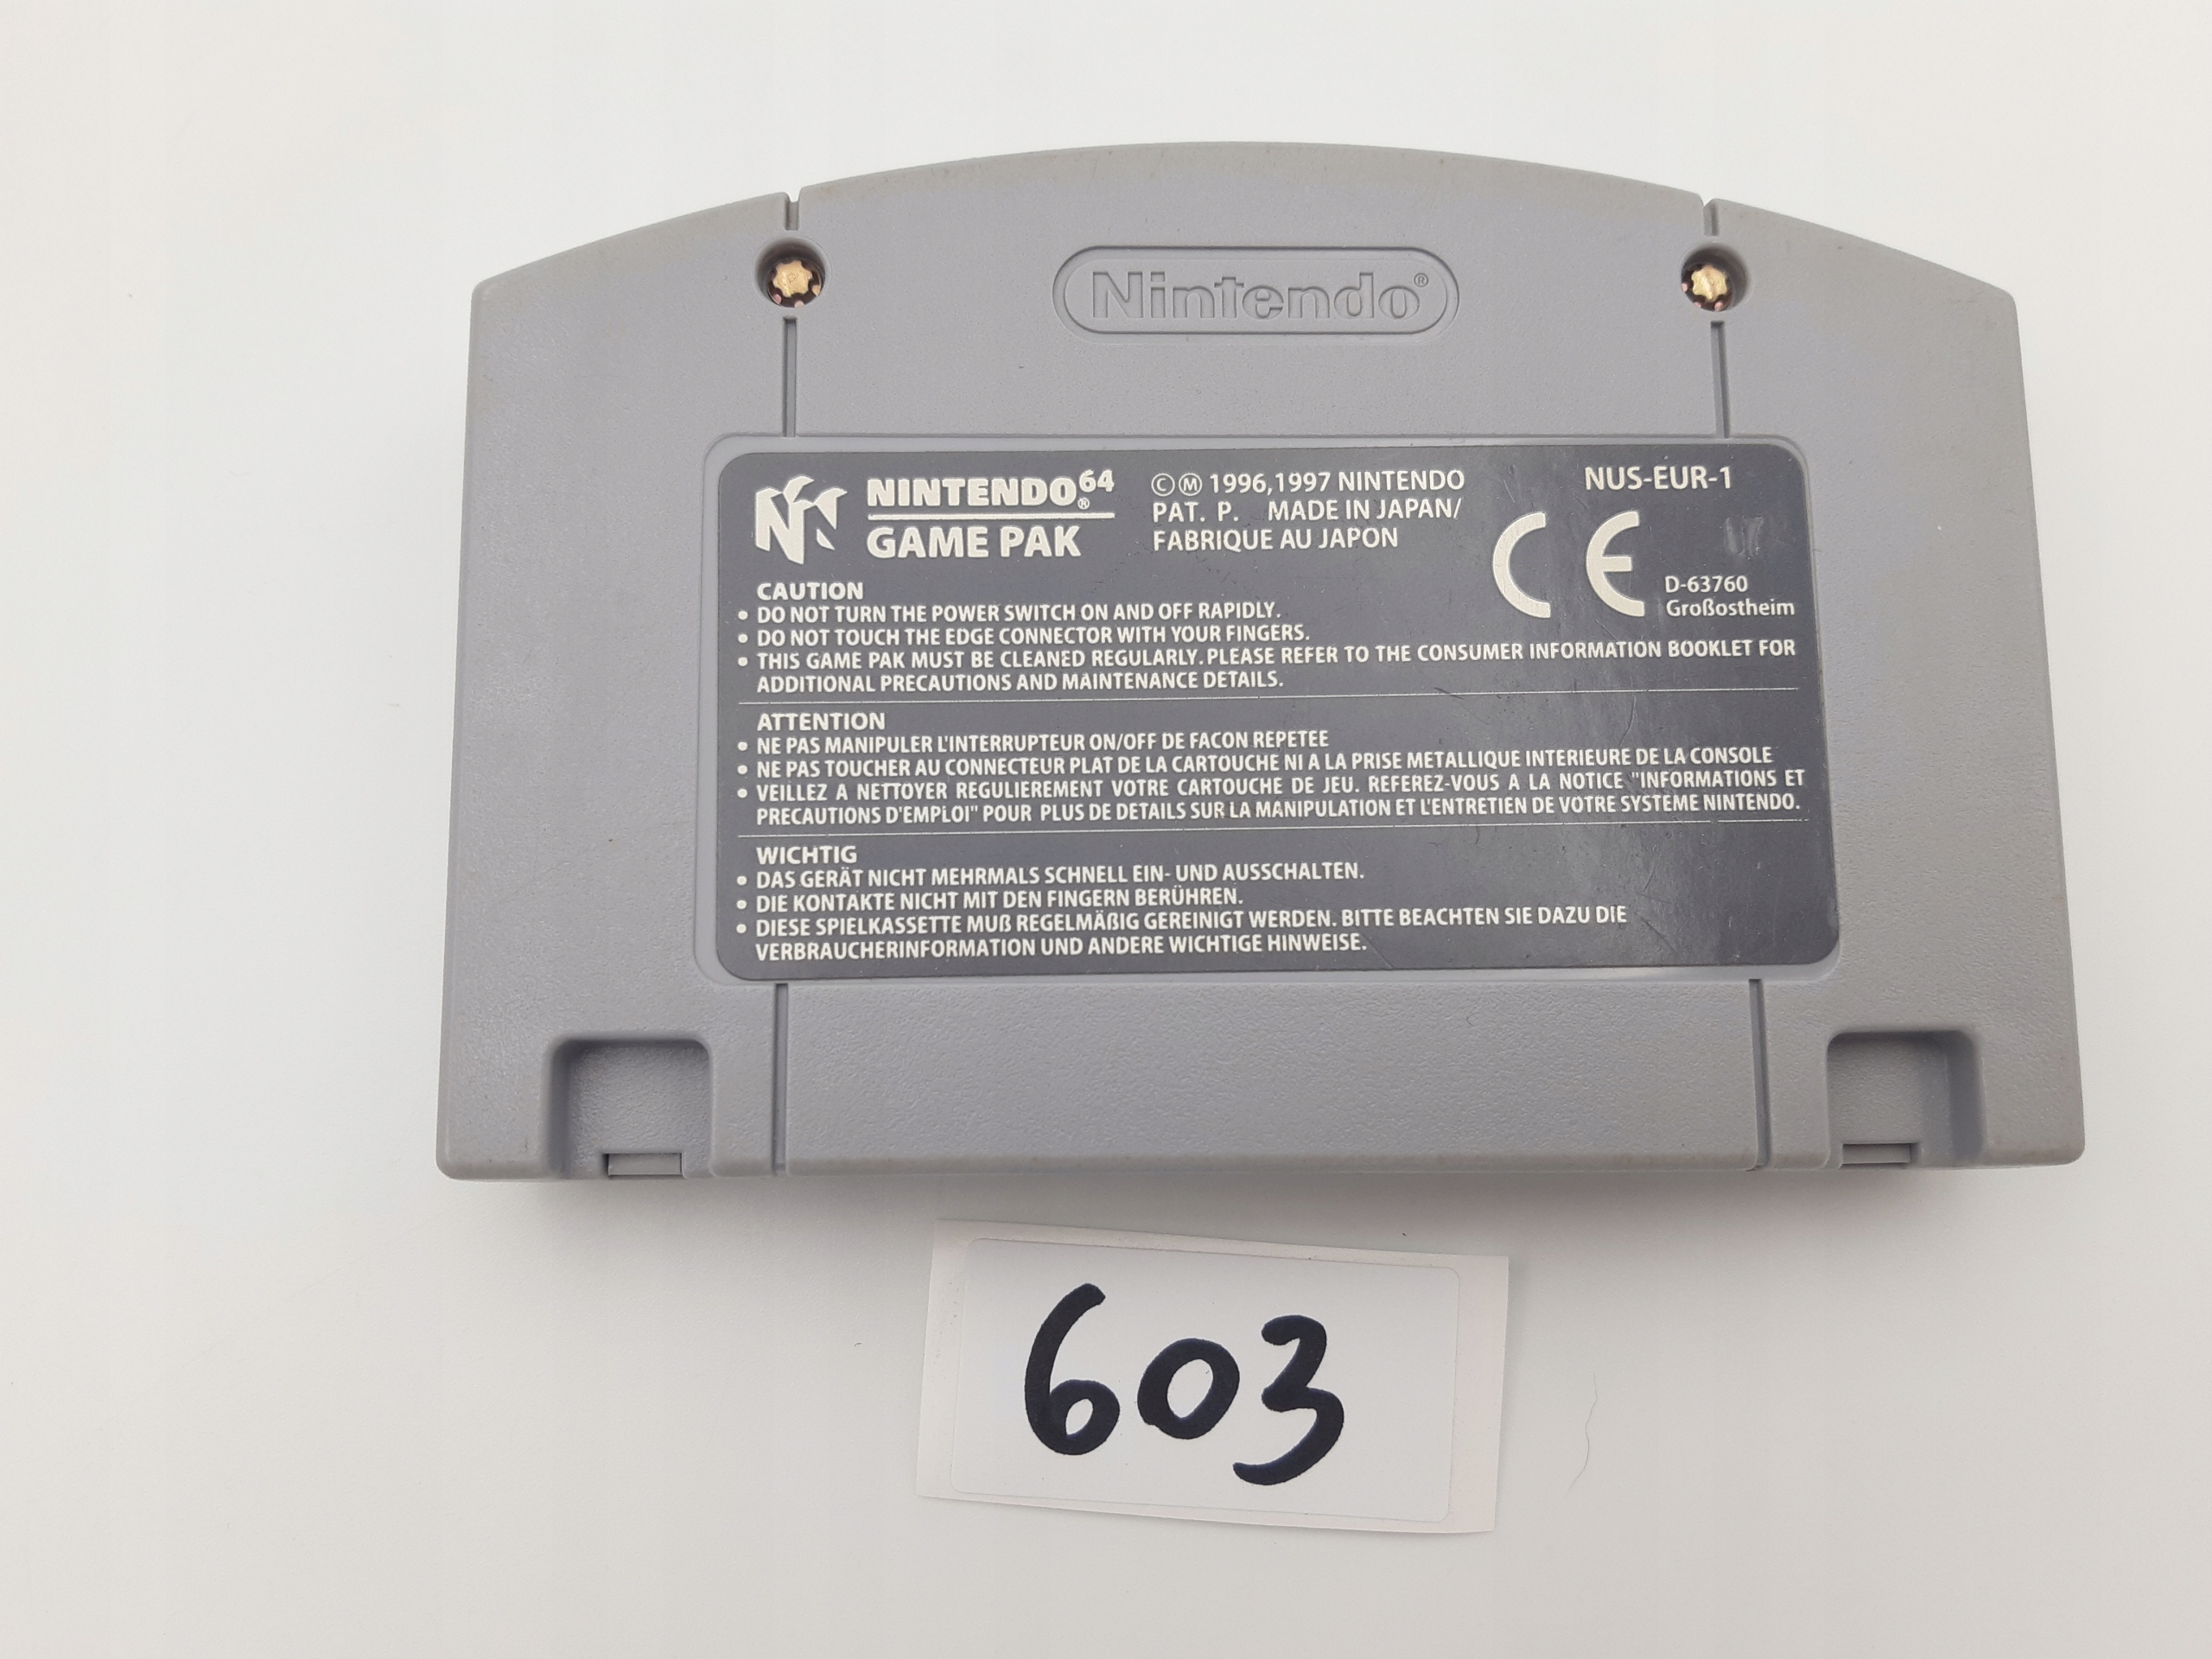 Nintendo®
NINTENDO64®
GAME PAK
ⒸⓂ 1996,1997 NINTENDO
PAT. P. MADE IN JAPAN/
FABRIQUE AU JAPON
NUS-EUR-1
CE
D-63760
Großostheim
CAUTION
• DO NOT TURN THE POWER SWITCH ON AND OFF RAPIDLY.
• DO NOT TOUCH THE EDGE CONNECTOR WITH YOUR FINGERS.
• THIS GAME PAK MUST BE CLEANED REGULARLY. PLEASE REFER TO THE CONSUMER INFORMATION BOOKLET FOR
ADDITIONAL PRECAUTIONS AND MAINTENANCE DETAILS.
ATTENTION
• NE PAS MANIPULER L'INTERRUPTEUR ON/OFF DE FACON REPETEE
• NE PAS TOUCHER AU CONNECTEUR PLAT DE LA CARTOUCHE NI A LA PRISE METALLIQUE INTERIEURE DE LA CONSOLE
• VEILLEZ A NETTOYER REGULIEREMENT VOTRE CARTOUCHE DE JEU. REFEREZ-VOUS A LA NOTICE "INFORMATIONS ET
PRECAUTIONS D'EMPLOI" POUR PLUS DE DETAILS SUR LA MANIPULATION ET L'ENTRETIEN DE VOTRE SYSTEME NINTENDO.
WICHTIG
• DAS GERÄT NICHT MEHRMALS SCHNELL EIN- UND AUSSCHALTEN.
• DIE KONTAKTE NICHT MIT DEN FINGERN BERÜHREN.
• DIESE SPIELKASSETTE MUß REGELMÄßIG GEREINIGT WERDEN. BITTE BEACHTEN SIE DAZU DIE
VERBRAUCHERINFORMATION UND ANDERE WICHTIGE HINWEISE.
603